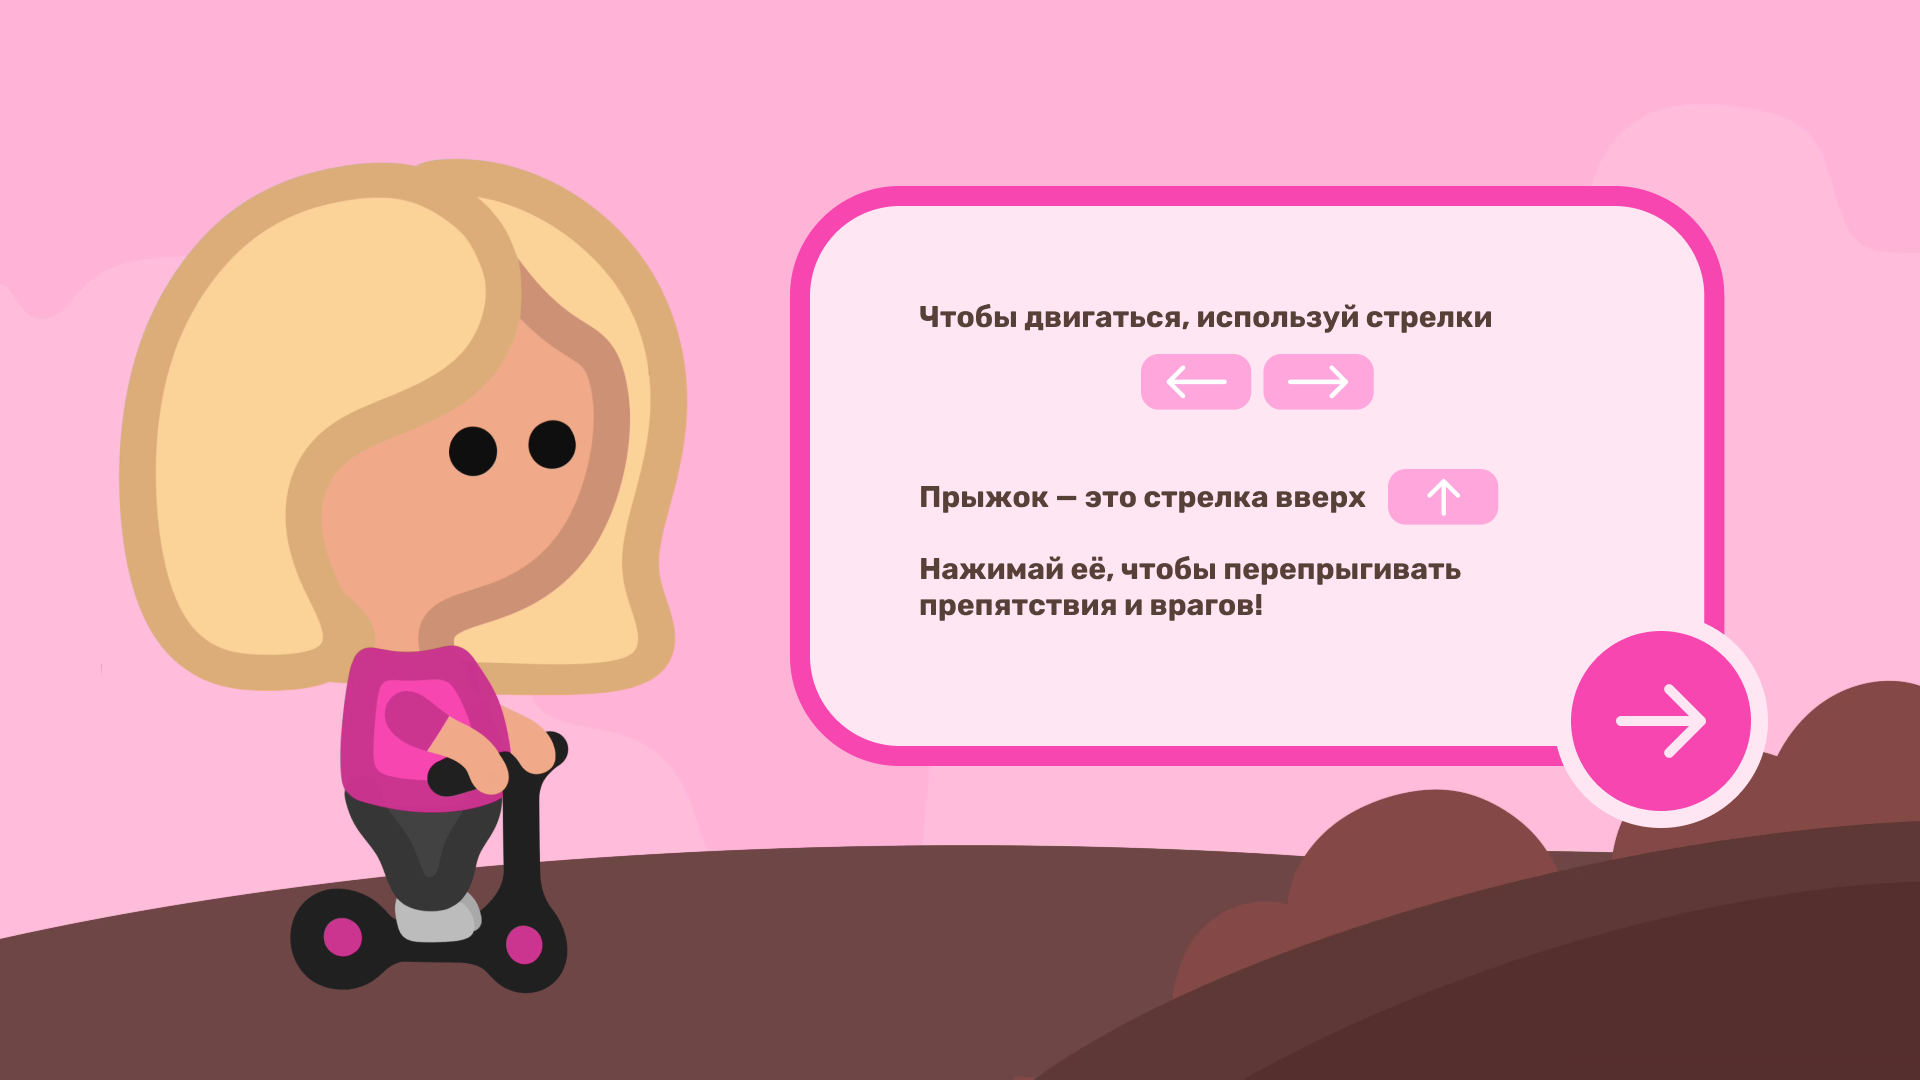 Чтобы двигаться, используй стрелки
Прыжок — это стрелка вверх
Нажимай её, чтобы перепрыгивать
препятствия и врагов!